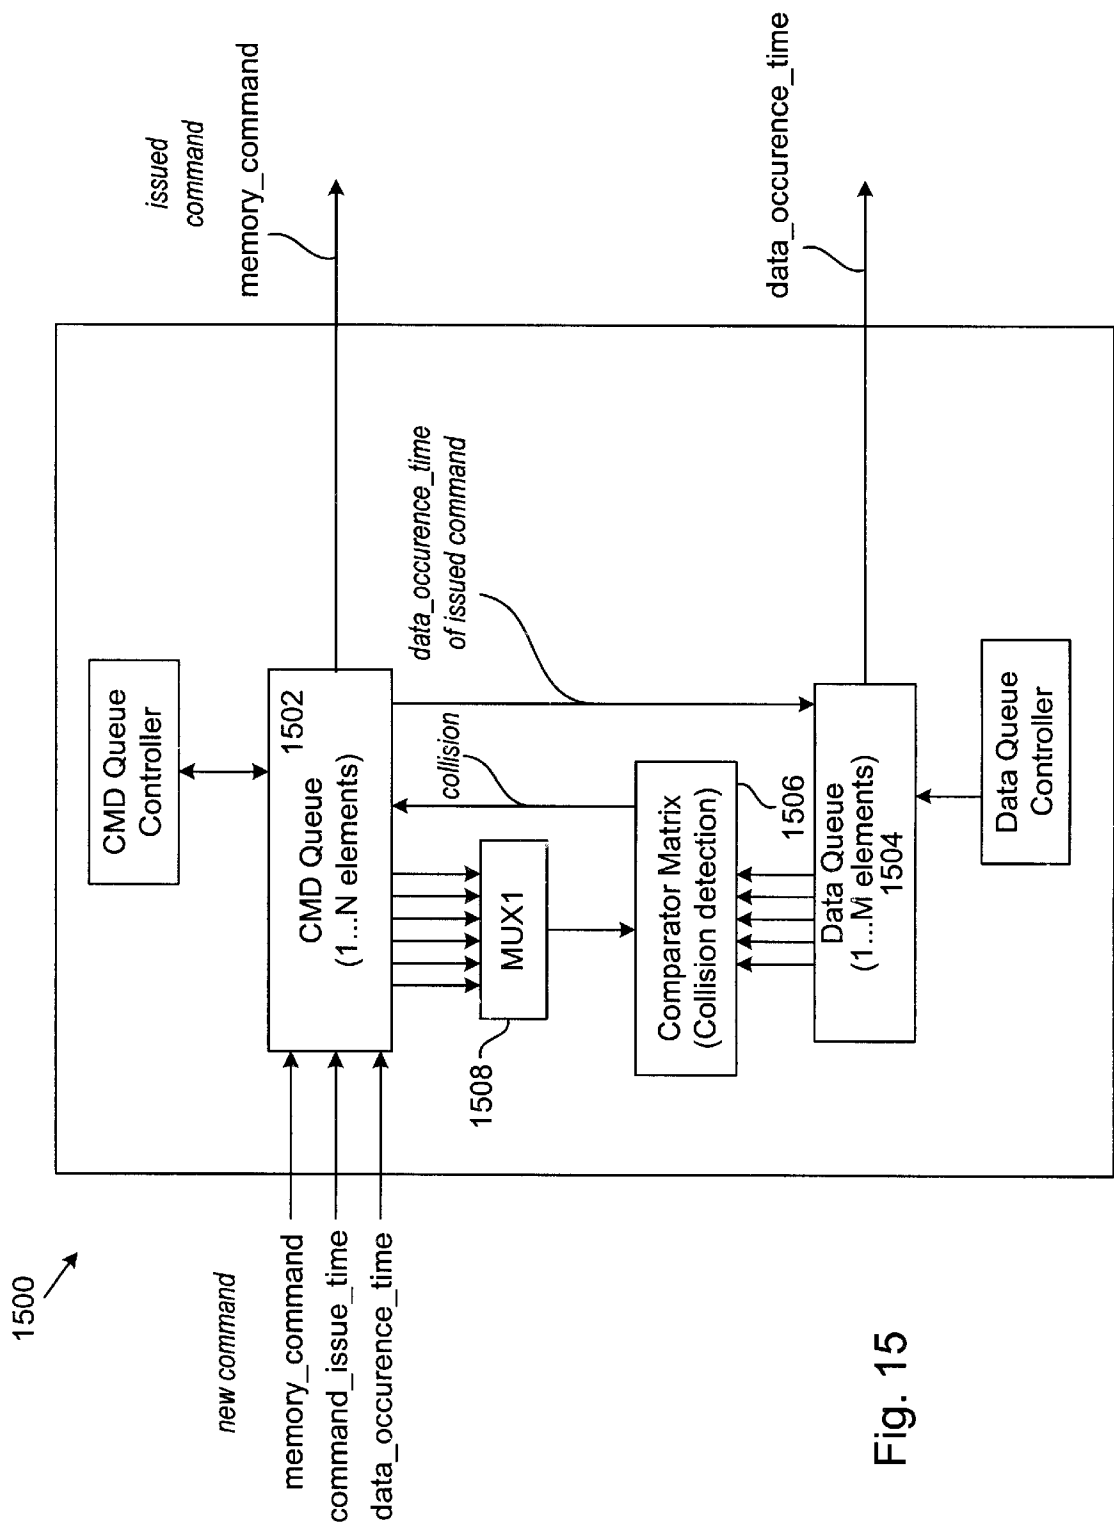 1500
new command
memory_command
command_issue_time
data_occurence_time
CMD Queue
Controller
1502
CMD Queue
(1...N elements)
issued
command
memory_command
1508
MUX1
collision
data_occurence_time
of issued command
Comparator Matrix
(Collision detection)
1506
Data Queue
(1...M elements)
1504
data_occurence_time
Data Queue
Controller
Fig. 15